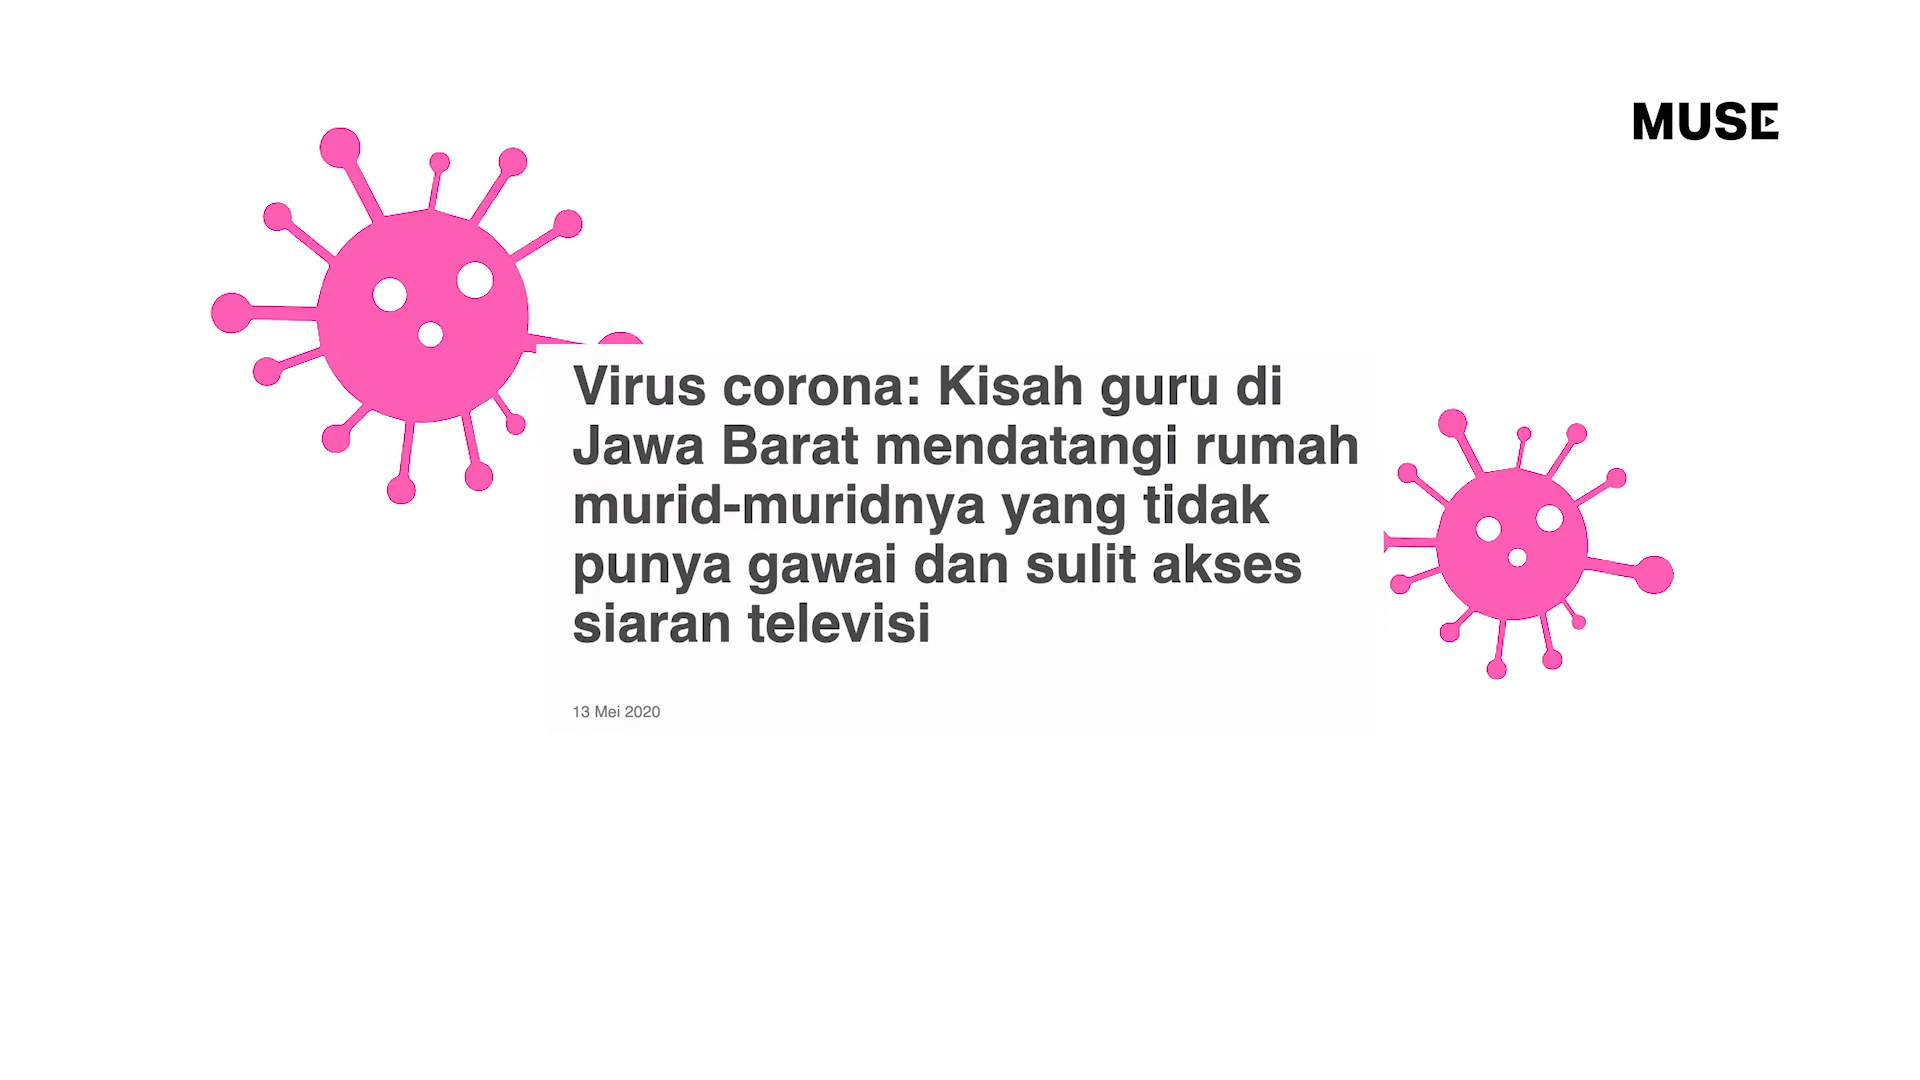 MUSE
Virus corona: Kisah guru di
Jawa Barat mendatangi rumah
murid-muridnya yang tidak
punya gawai dan sulit akses
siaran televisi
13 Mei 2020